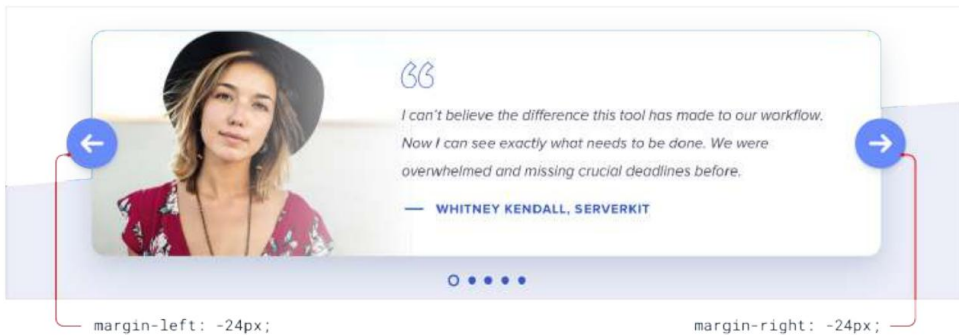 I can't believe the difference this tool has made to our workflow.
Now I can see exactly what needs to be done. We were
overwhelmed and missing crucial deadlines before.
— WHITNEY KENDALL, SERVERKIT
margin-left: -24px;
margin-right: -24px;